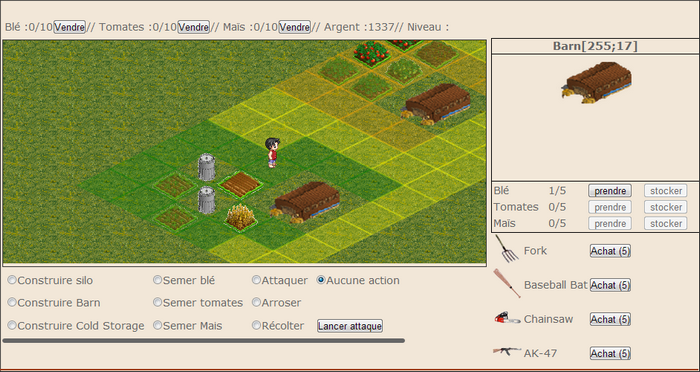 Blé :0/10 Vendre // Tomates :0/10 Vendre // Maïs :0/10 Vendre // Argent :1337// Niveau :
Barn[255;17]
Blé 1/5 prendre stocker
Tomates 0/5 prendre stocker
Maïs 0/5 prendre stocker
Fork Achat (5)
Baseball Bat Achat (5)
Chainsaw Achat (5)
AK-47 Achat (5)
Construire silo Semer blé Attaquer Aucune action
Construire Barn Semer tomates Arroser
Construire Cold Storage Semer Mais Récolter Lancer attaque